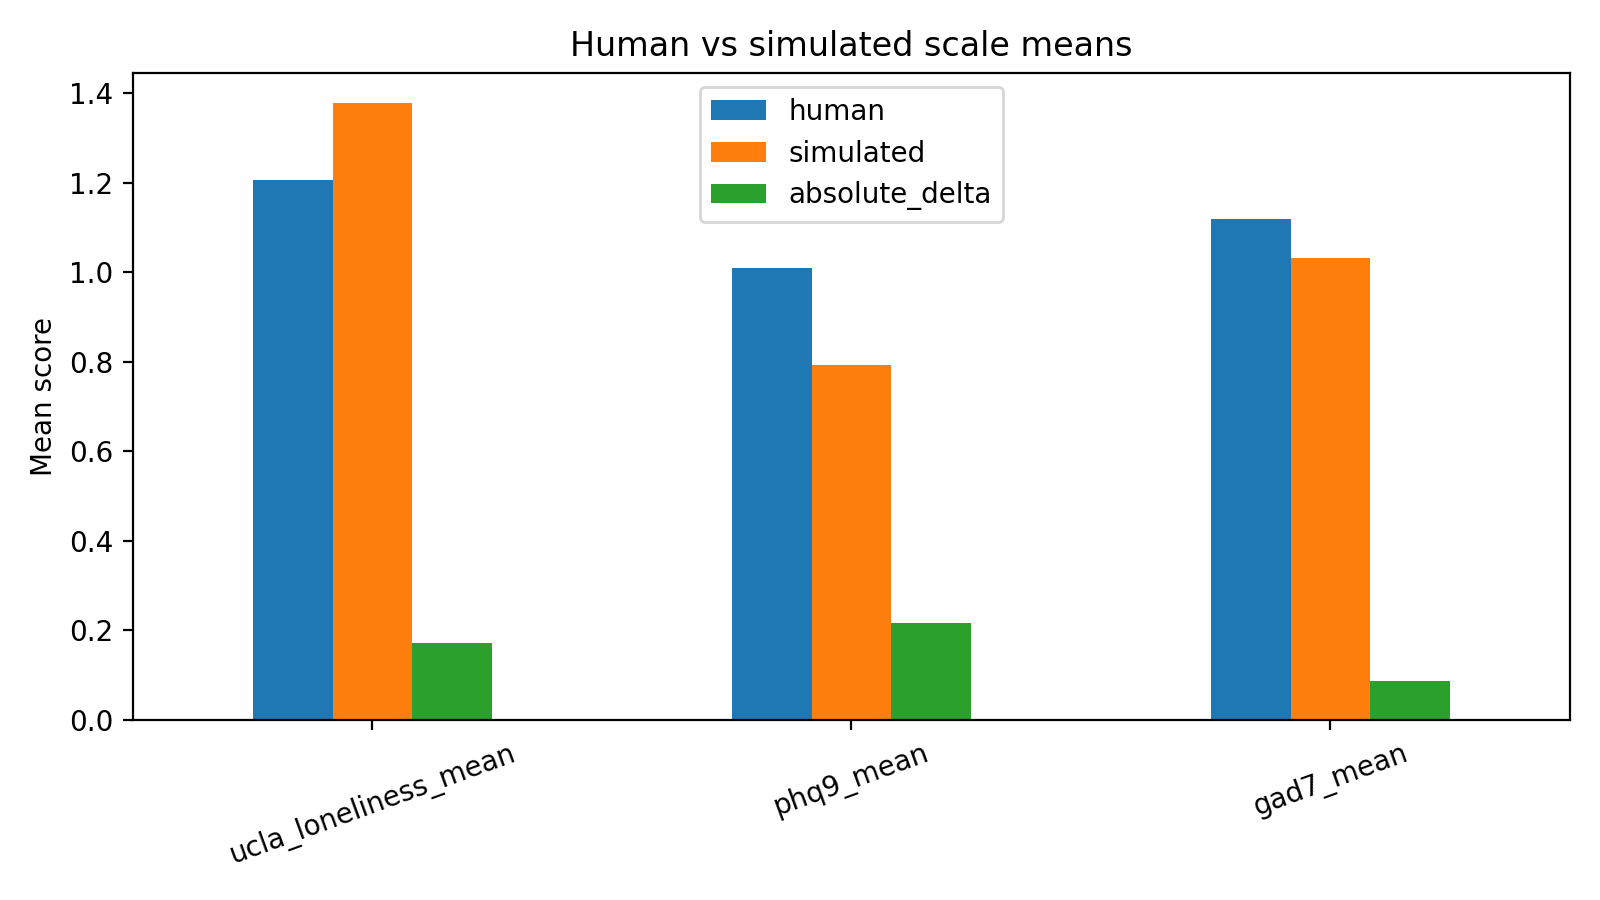 Human vs simulated scale means
human
simulated
absolute_delta
Mean score
1.4
1.2
1.0
0.8
0.6
0.4
0.2
0.0
ucla_loneliness_mean
phq9_mean
gad7_mean